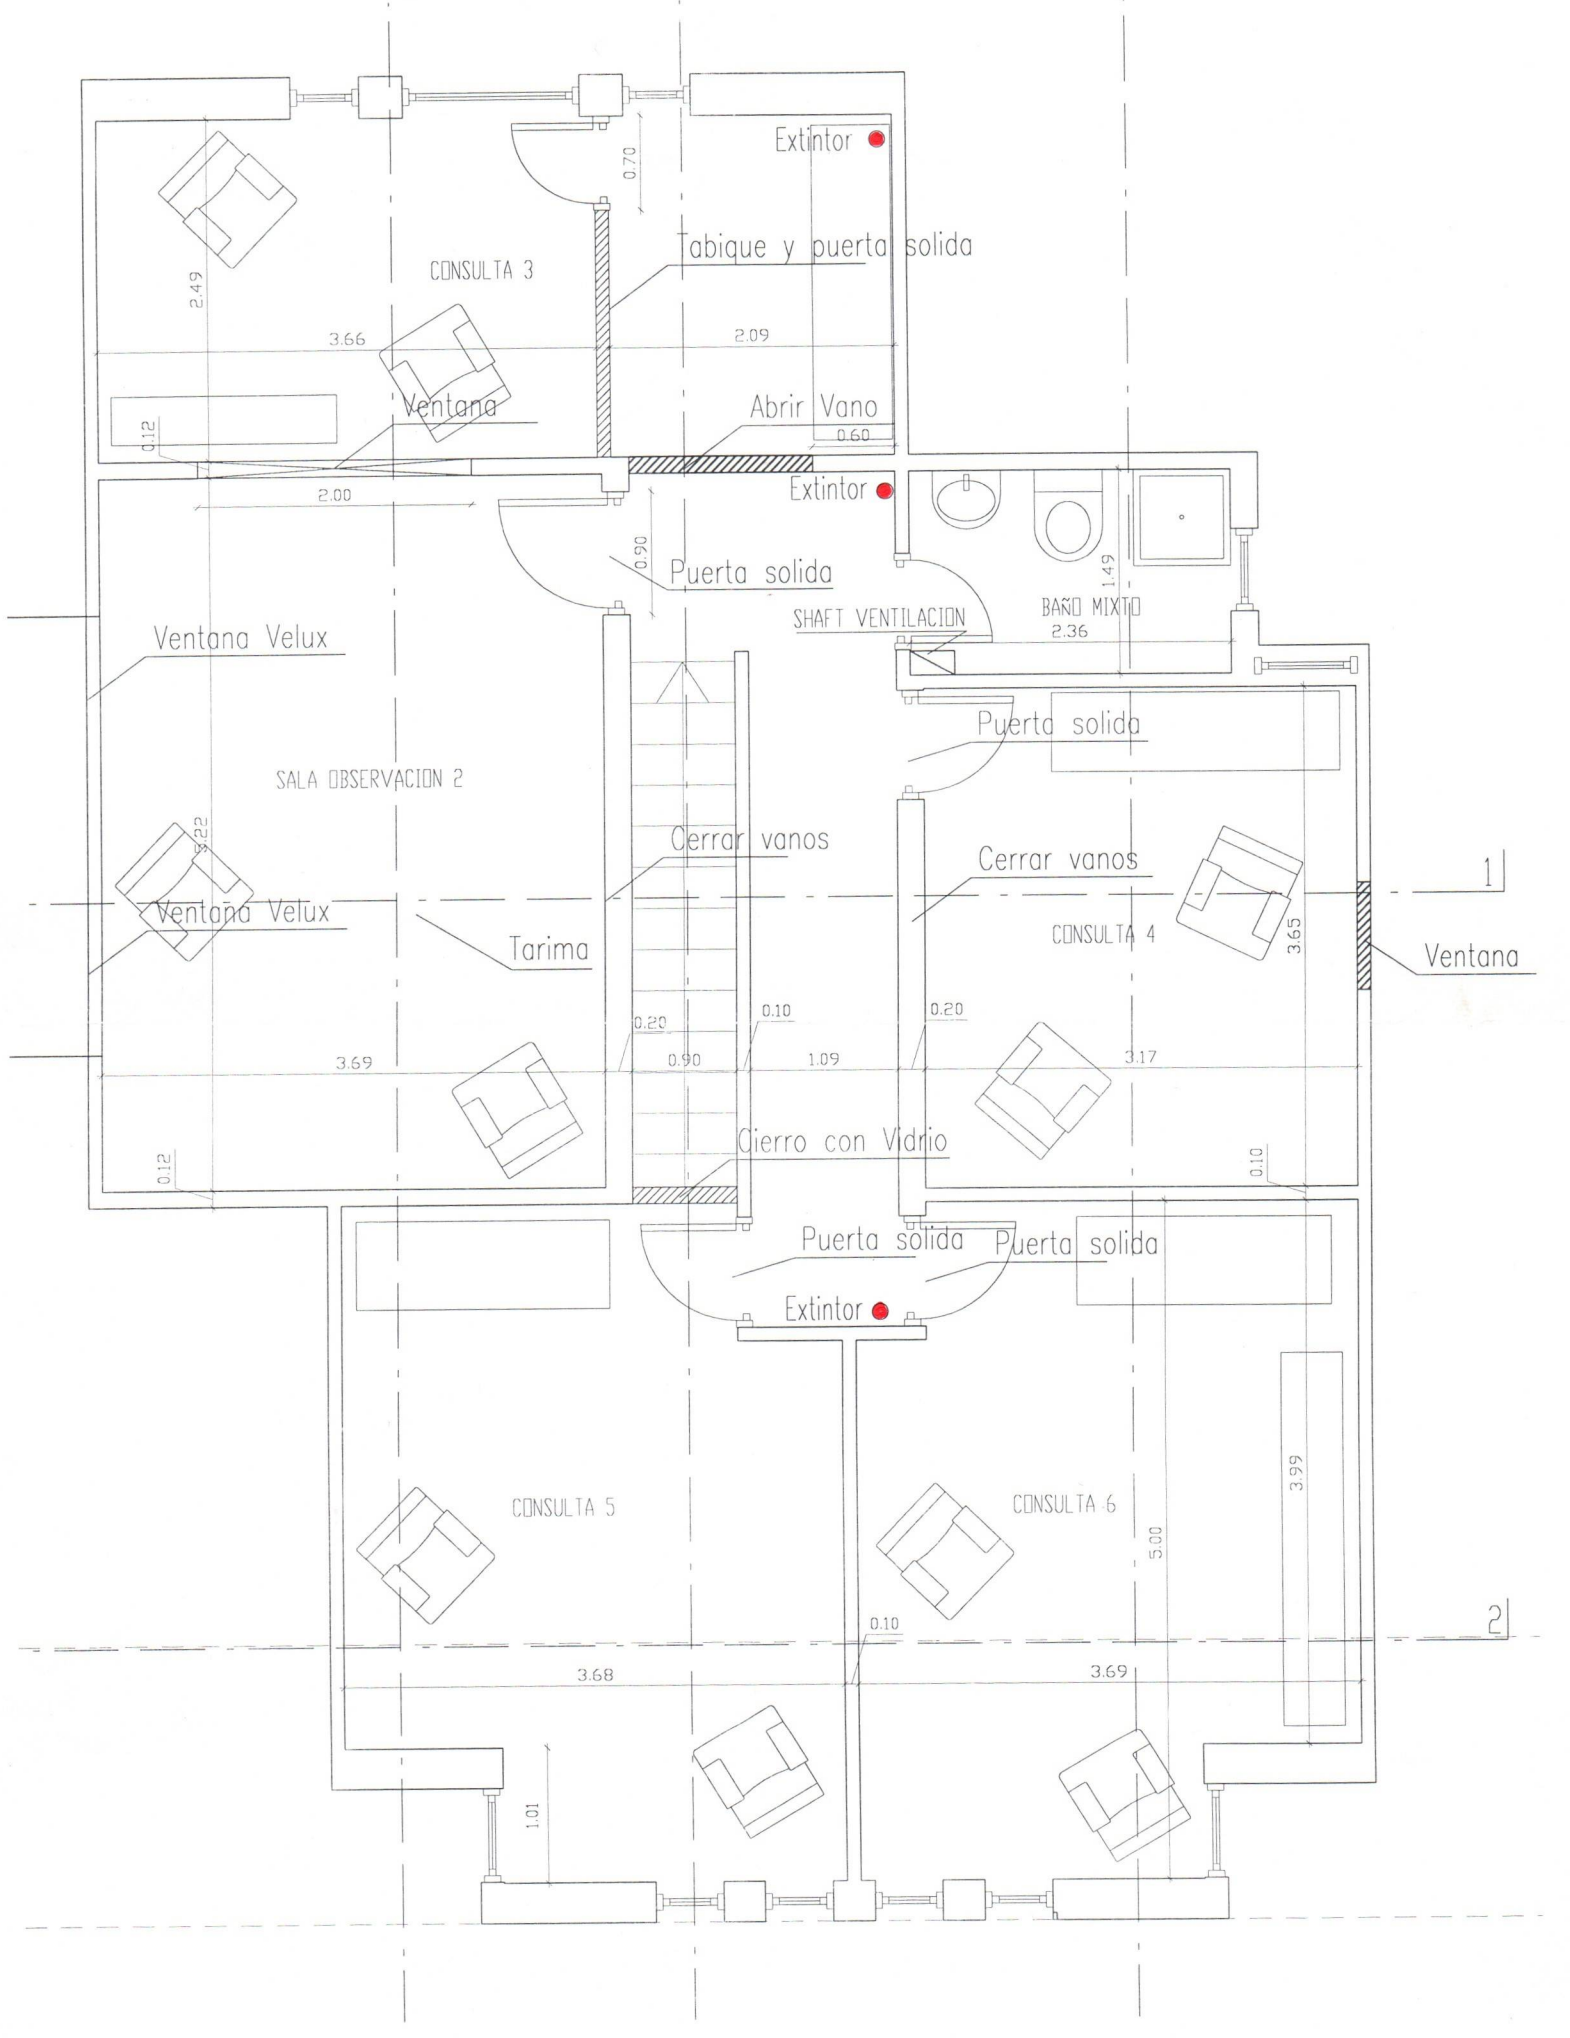 Extintor
0.70
Tabique y puerta solida
CONSULTA 3
2.49
3.66
2.09
Ventana
Abrir Vano
0.12
0.60
2.00
Extintor
0.90
Puerta solida
1.49
BAÑO MIXTO
SHAFT VENTILACION
2.36
Ventana Velux
Puerta solida
SALA OBSERVACION 2
5.22
Cerrar vanos
Cerrar vanos
1
Ventana Velux
Tarima
CONSULTA 4
3.65
Ventana
0.20
0.10
0.20
3.69
0.90
1.09
3.17
Cierro con Vidrio
0.12
0.10
Puerta solida
Puerta solida
Extintor
3.99
CONSULTA 5
CONSULTA 6
5.00
0.10
2
3.68
3.69
1.01